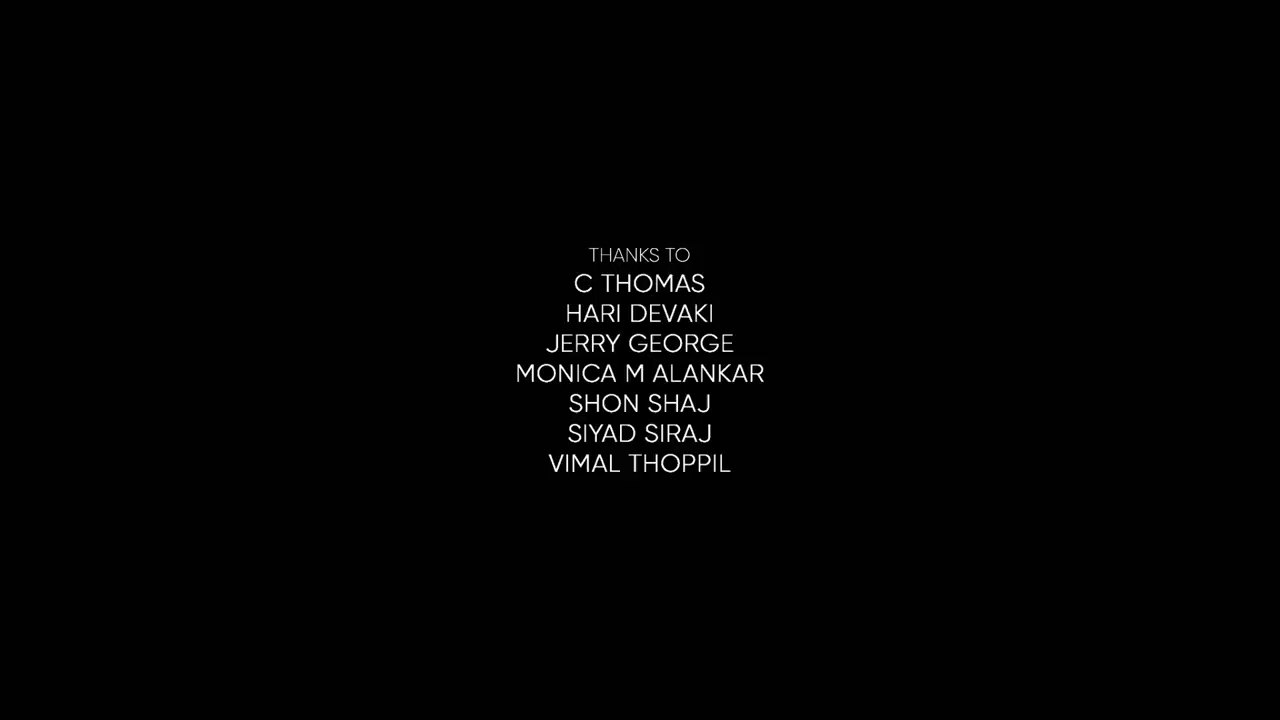 THANKS TO
C THOMAS
HARI DEVAKI
JERRY GEORGE
MONICA M ALANKAR
SHON SHAJ
SIYAD SIRAJ
VIMAL THOPPIL